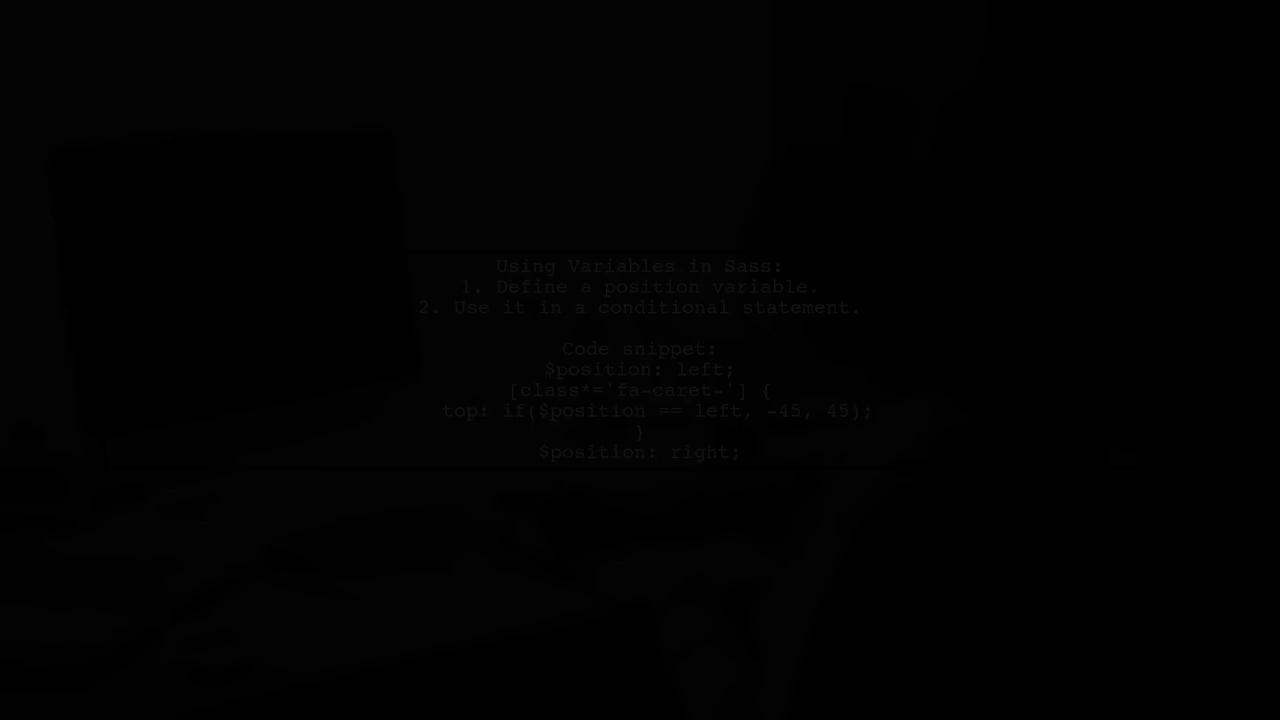 Using Variables in Sass:
1. Define a position variable.
2. Use it in a conditional statement.
Code snippet:
$position: left;
[class*='fa-caret-'] {
top: if($position == left, -45, 45);
}
$position: right;